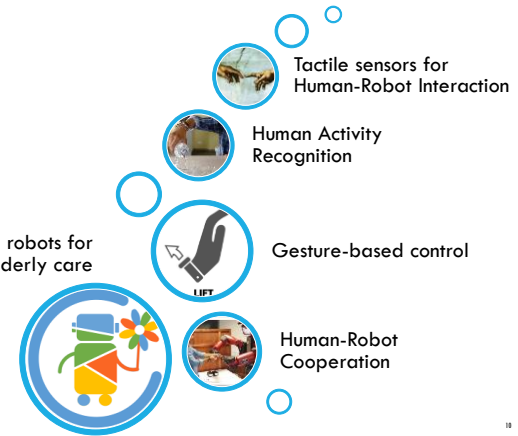 Tactile sensors for
Human-Robot Interaction
Human Activity
Recognition
robots for
derly care
Gesture-based control
LIFT
Human-Robot
Cooperation
10